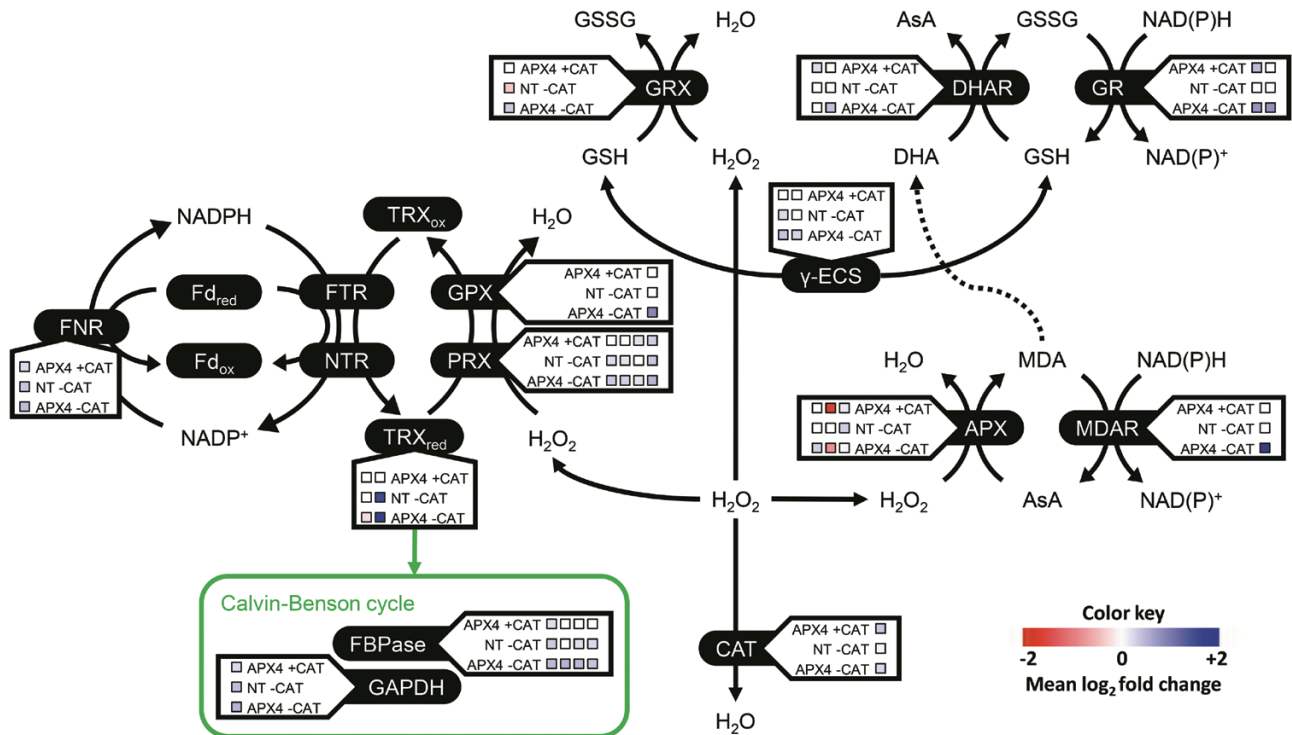 GSSG
H₂O
AsA
GSSG
NAD(P)H
APX4 +CAT
NT -CAT
APX4 -CAT
GRX
APX4 +CAT
NT -CAT
APX4 -CAT
DHAR
GR
APX4 +CAT
NT -CAT
APX4 -CAT
GSH
H₂O₂
DHA
GSH
NAD(P)⁺
APX4 +CAT
NT -CAT
APX4 -CAT
γ-ECS
NADPH
TRXox
H₂O
Fdred
FTR
GPX
APX4 +CAT
NT -CAT
APX4 -CAT
FNR
APX4 +CAT
NT -CAT
APX4 -CAT
Fdox
NTR
PRX
APX4 +CAT
NT -CAT
APX4 -CAT
NADP⁺
TRXred
H₂O₂
APX4 +CAT
NT -CAT
APX4 -CAT
H₂O
MDA
NAD(P)H
APX4 +CAT
NT -CAT
APX4 -CAT
APX
MDAR
APX4 +CAT
NT -CAT
APX4 -CAT
H₂O₂
H₂O₂
AsA
NAD(P)⁺
Calvin-Benson cycle
FBPase
APX4 +CAT
NT -CAT
APX4 -CAT
APX4 +CAT
NT -CAT
APX4 -CAT
GAPDH
CAT
APX4 +CAT
NT -CAT
APX4 -CAT
H₂O
Color key
-2 0 +2
Mean log₂ fold change